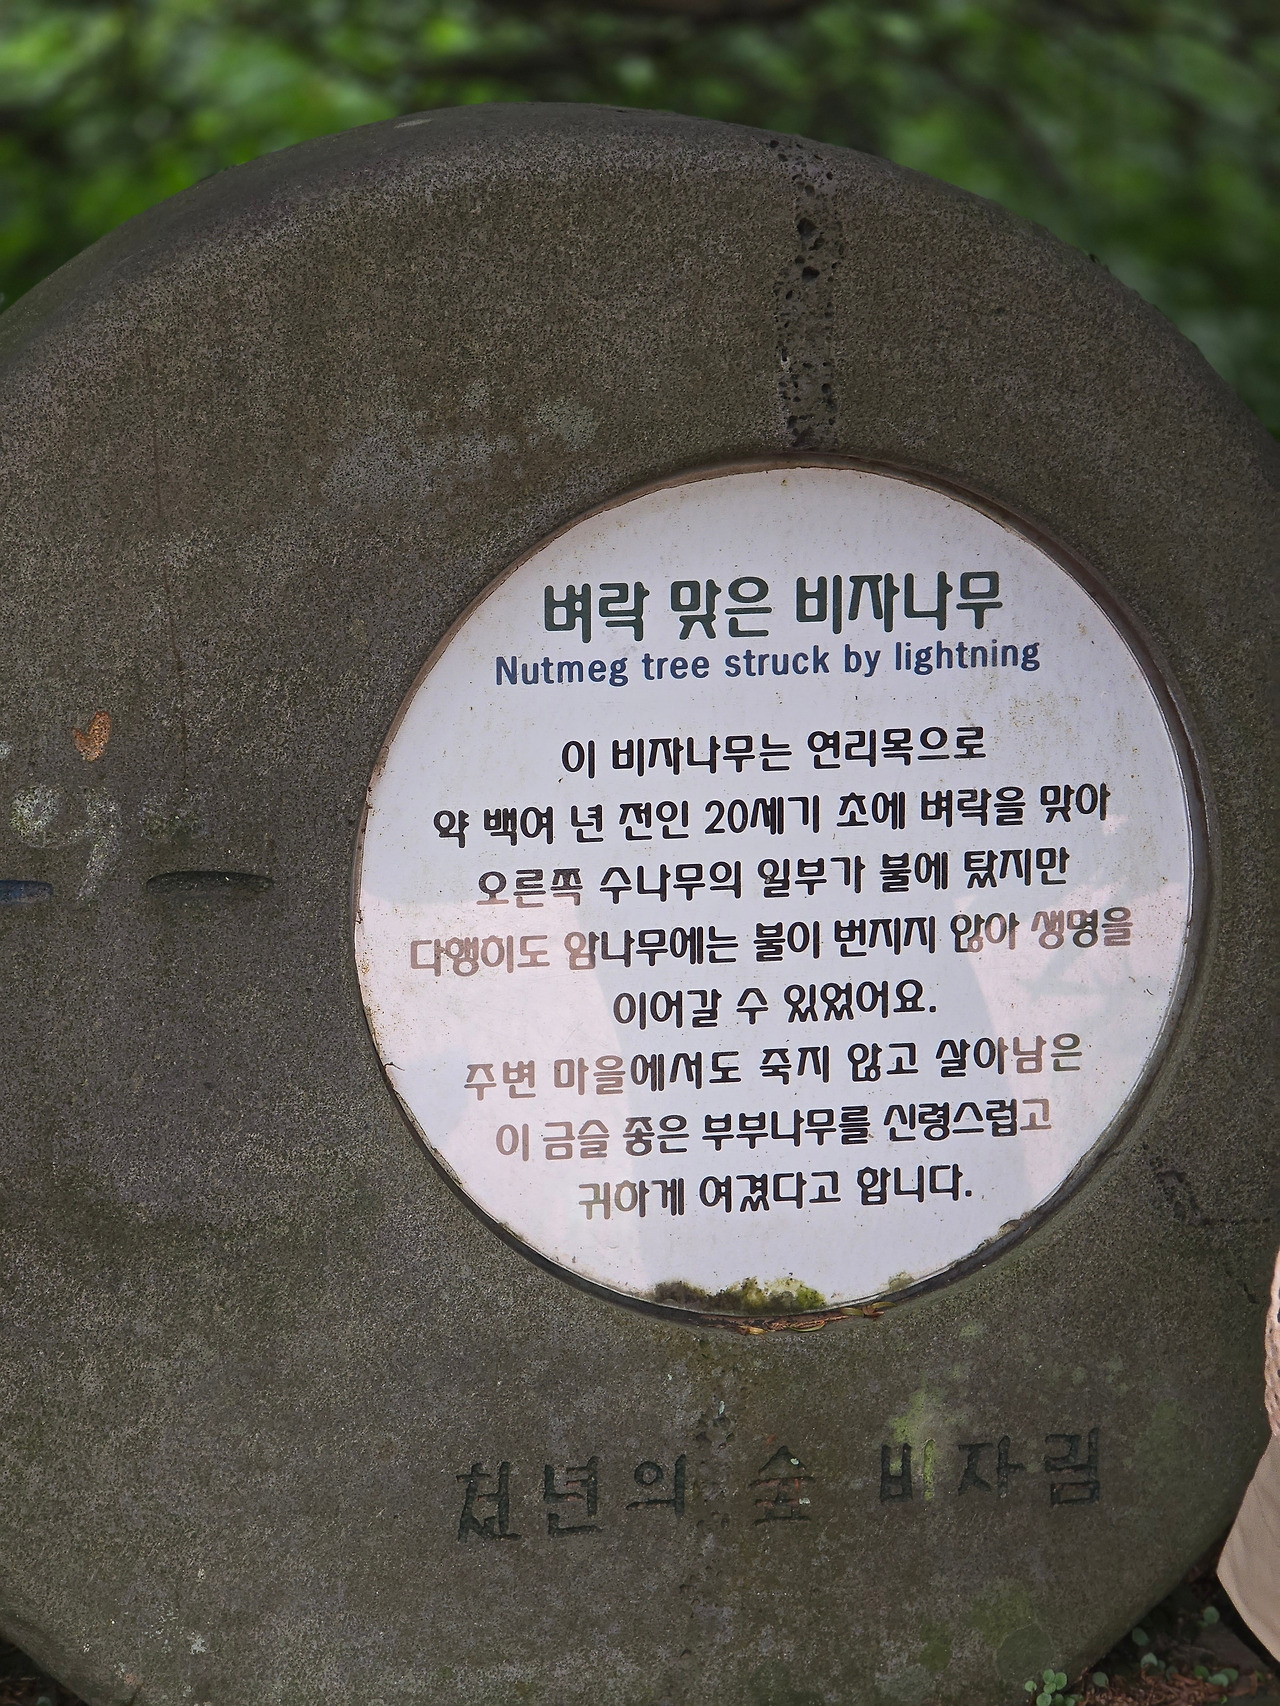 벼락 맞은 비자나무
Nutmeg tree struck by lightning
이 비자나무는 연리목으로
약 백여 년 전인 20세기 초에 벼락을 맞아
오른쪽 수나무의 일부가 불에 탔지만
다행히도 암나무에는 불이 번지지 않아 생명을
이어갈 수 있었어요.
주변 마을에서도 죽지 않고 살아남은
이 금슬 좋은 부부나무를 신령스럽고
귀하게 여겼다고 합니다.
천년의 숲 비자림